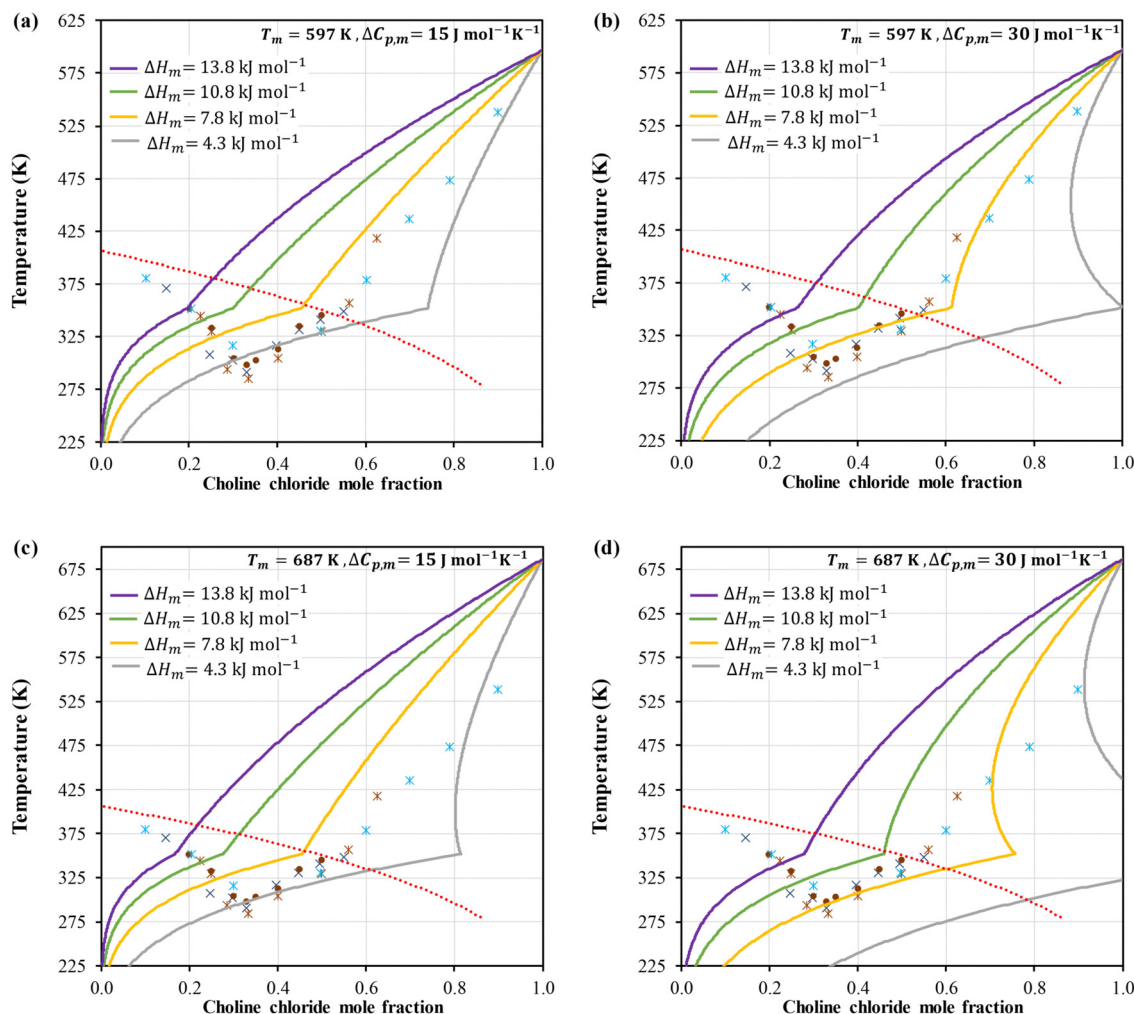 (a)
T_m = 597 K , ΔC_{p,m} = 15 J mol⁻¹K⁻¹
ΔH_m = 13.8 kJ mol⁻¹
ΔH_m = 10.8 kJ mol⁻¹
ΔH_m = 7.8 kJ mol⁻¹
ΔH_m = 4.3 kJ mol⁻¹
Temperature (K)
625
575
525
475
425
375
325
275
225
0.0 0.2 0.4 0.6 0.8 1.0
Choline chloride mole fraction
(b)
T_m = 597 K , ΔC_{p,m} = 30 J mol⁻¹K⁻¹
ΔH_m = 13.8 kJ mol⁻¹
ΔH_m = 10.8 kJ mol⁻¹
ΔH_m = 7.8 kJ mol⁻¹
ΔH_m = 4.3 kJ mol⁻¹
Temperature (K)
625
575
525
475
425
375
325
275
225
0.0 0.2 0.4 0.6 0.8 1.0
Choline chloride mole fraction
(c)
T_m = 687 K , ΔC_{p,m} = 15 J mol⁻¹K⁻¹
ΔH_m = 13.8 kJ mol⁻¹
ΔH_m = 10.8 kJ mol⁻¹
ΔH_m = 7.8 kJ mol⁻¹
ΔH_m = 4.3 kJ mol⁻¹
Temperature (K)
675
625
575
525
475
425
375
325
275
225
0.0 0.2 0.4 0.6 0.8 1.0
Choline chloride mole fraction
(d)
T_m = 687 K , ΔC_{p,m} = 30 J mol⁻¹K⁻¹
ΔH_m = 13.8 kJ mol⁻¹
ΔH_m = 10.8 kJ mol⁻¹
ΔH_m = 7.8 kJ mol⁻¹
ΔH_m = 4.3 kJ mol⁻¹
Temperature (K)
675
625
575
525
475
425
375
325
275
225
0.0 0.2 0.4 0.6 0.8 1.0
Choline chloride mole fraction